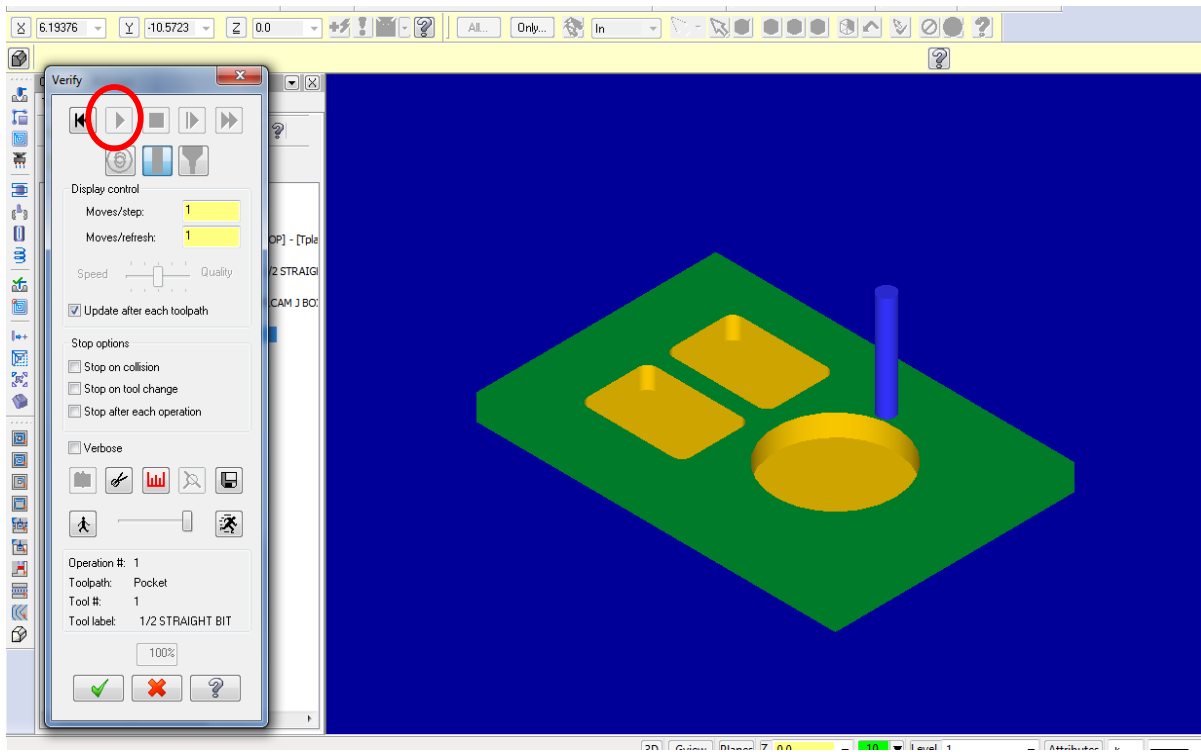 X 6.19376 Y -10.5723 Z 0.0 All... Only... In
Verify
Display control
Moves/step: 1
Moves/refresh: 1
OP] - [Tpla
Speed Quality
/2 STRAIG
Update after each toolpath
CAM J BO
Stop options
Stop on collision
Stop on tool change
Stop after each operation
Verbose
Operation #: 1
Toolpath: Pocket
Tool #: 1
Tool label: 1/2 STRAIGHT BIT
100%
3D Gview Planes Z 0.0 10 Level 1 Attributes